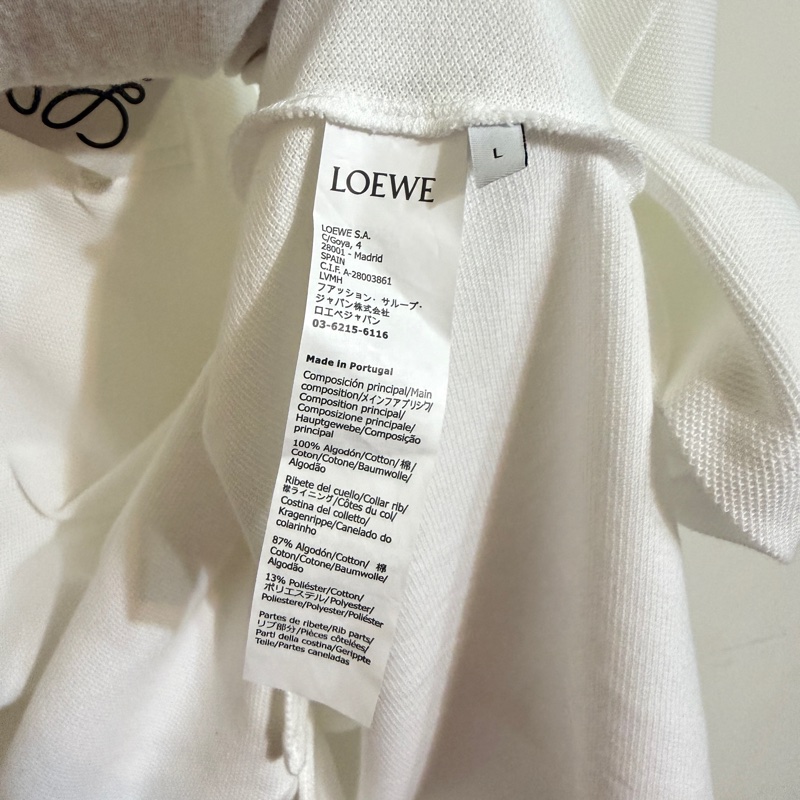 LOEWE
L
LOEWE S.A.
C/Goya, 4
28001 - Madrid
SPAIN
C.I.F. A-28003861
LVMH
ファッション・サループ・
ジャパン株式会社
ロエベジャパン
03-6215-6116
Made in Portugal
Composición principal/Main
composition/メインファブリック/
Composition principal/
Composizione principale/
Hauptgewebe/Composição
principal
100% Algodón/Cotton/棉/
Coton/Cotone/Baumwolle/
Algodão
Ribete del cuello/Collar rib/
襟ライニング/Côtes du col/
Costina del colletto/
Kragenrippe/Canelado do
colarinho
87% Algodón/Cotton/ 棉
Coton/Cotone/Baumwolle/
Algodão
13% Poliéster/Cotton/
ポリエステル/Polyester/
Poliestere/Polyester/Poliéster
Partes de ribete/Rib parts/
リブ部分/Pièces côtelées/
Parti della costina/Gerippte
Teile/Partes caneladas